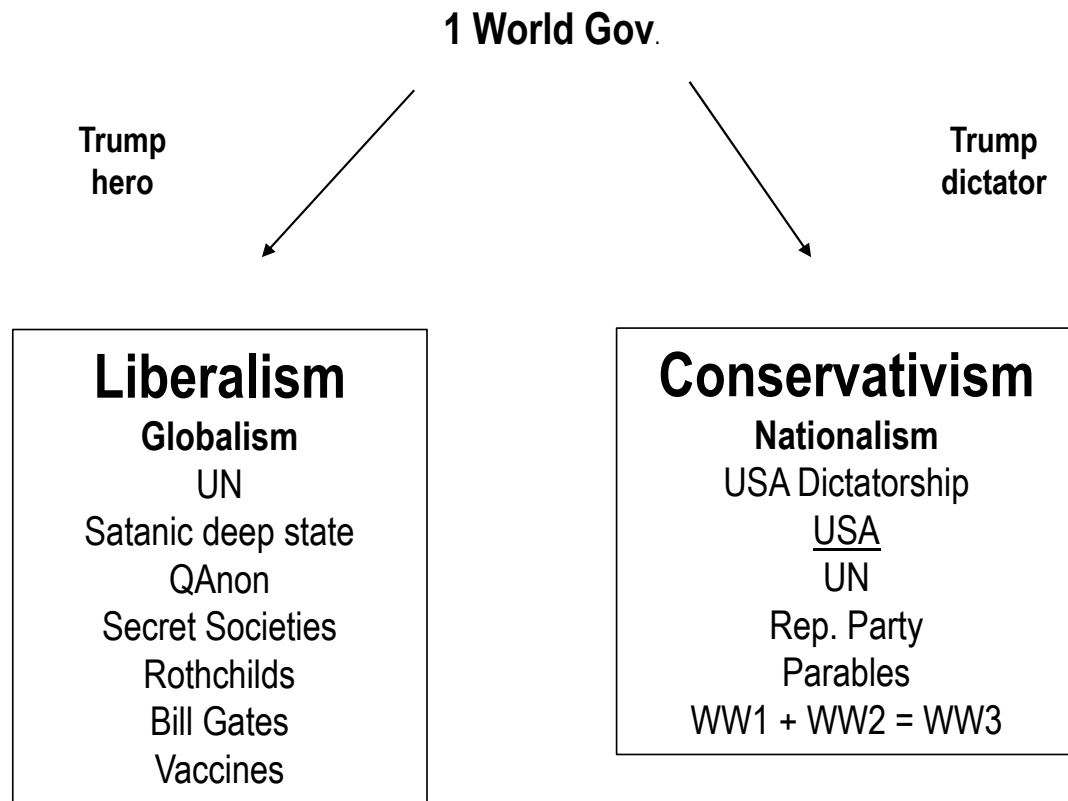 1 World Gov.
Trump
hero
Trump
dictator
Liberalism
Globalism
UN
Satanic deep state
QAnon
Secret Societies
Rothchilds
Bill Gates
Vaccines
Conservativism
Nationalism
USA Dictatorship
USA
UN
Rep. Party
Parables
WW1 + WW2 = WW3